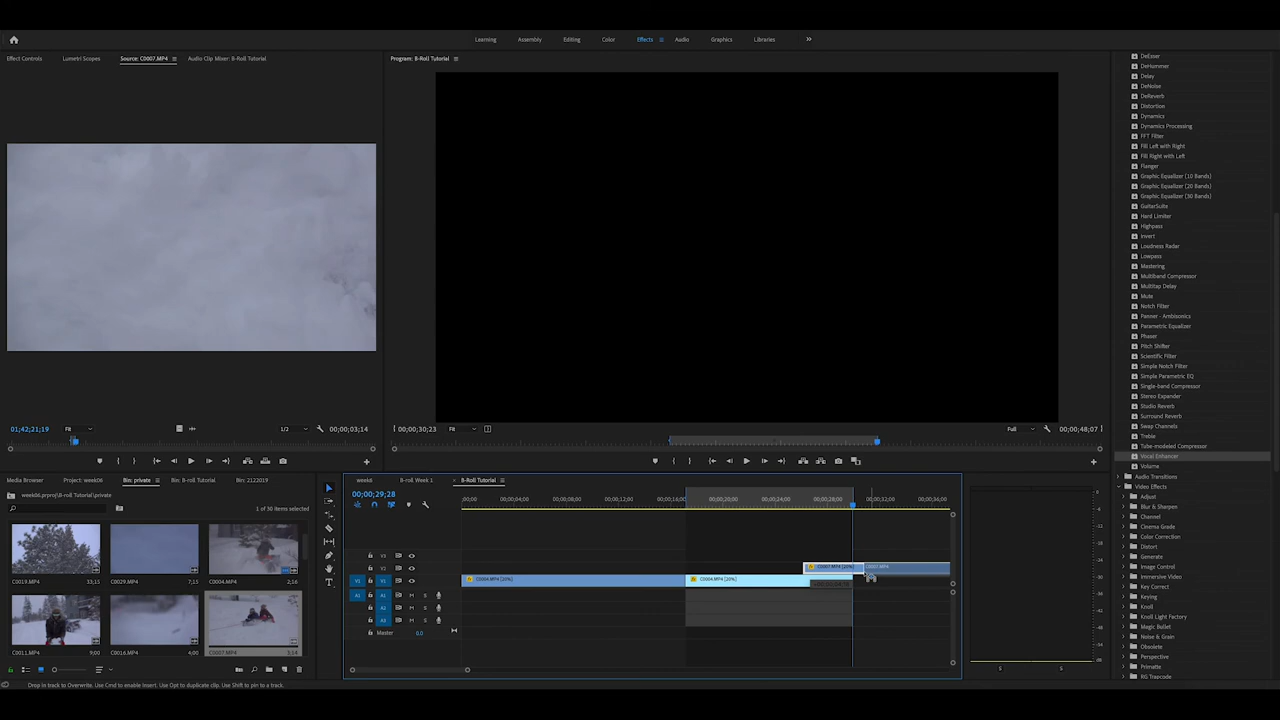 Learning Assembly Editing Color Effects Audio Graphics Libraries
Effect Controls Lumetri Scopes Source: C0007.MP4 Audio Clip Mixer: B-Roll Tutorial
Program: B-Roll Tutorial
01;42;21;19 Fit 1/2 00;00;03;14
00;00;30;23 Fit Full 00;00;48;07
Media Browser Project: week06 Bin: private Bin: B-Roll Tutorial Bin: 2122019
week06.prproj\Tutorial\private
1 of 30 items selected
C0019.MP4 33;15 C0029.MP4 7;15 C0004.MP4 2;16
C0011.MP4 9;00 C0016.MP4 4;00 C0007.MP4 3;14
week6 B-roll Week 1 B-Roll Tutorial
00;00;29;28
;00;00 00;00;04;00 00;00;08;00 00;00;12;00 00;00;16;00 00;00;20;00 00;00;24;00 00;00;28;00 00;00;32;00 00;00;36;00
V3
V2 C0007.MP4 [20%] C0002.MP4
V1 V1 C0004.MP4 [20%] C0004.MP4 [20%]
A1 A1 M S
A2 M S
A3 M S
Master 0.0
0
S S
Drop in track to Overwrite. Use Cmd to enable Insert. Use Opt to duplicate clip. Use Shift to pin to a track.
DeEsser
DeHummer
Delay
DeNoise
DeReverb
Distortion
Dynamics
Dynamics Processing
FFT Filter
Fill Left with Right
Fill Right with Left
Flanger
Graphic Equalizer (10 Bands)
Graphic Equalizer (20 Bands)
Graphic Equalizer (30 Bands)
GuitarSuite
Hard Limiter
Highpass
Invert
Loudness Radar
Lowpass
Mastering
Multiband Compressor
Multitap Delay
Mute
Notch Filter
Panner - Ambisonics
Parametric Equalizer
Phaser
Pitch Shifter
Scientific Filter
Simple Notch Filter
Simple Parametric EQ
Single-band Compressor
Stereo Expander
Studio Reverb
Surround Reverb
Swap Channels
Treble
Tube-modeled Compressor
Vocal Enhancer
Volume
Audio Transitions
Video Effects
Adjust
Blur & Sharpen
Channel
Cinema Grade
Color Correction
Distort
Generate
Image Control
Immersive Video
Key Correct
Keying
Knoll
Knoll Light Factory
Magic Bullet
Noise & Grain
Obsolete
Perspective
Primatte
RG Trapcode